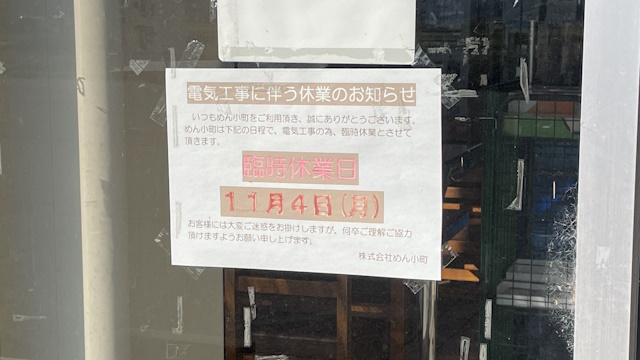 電気工事に伴う休業のお知らせ
いつもめん小町をご利用頂き、誠にありがとうございます。
めん小町は下記の日程で、電気工事の為、臨時休業とさせて
頂きます。
臨時休業日
11月4日(月)
お客様には大変ご迷惑をお掛けしますが、何卒ご理解ご協力
頂けますようお願い申し上げます。
株式会社めん小町